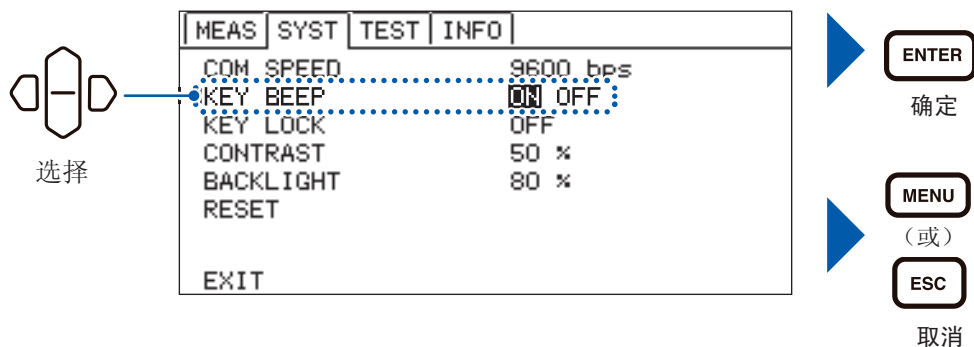 MEAS SYST TEST INFO
COM SPEED 9600 bps
KEY BEEP ON OFF
KEY LOCK OFF
CONTRAST 50 %
BACKLIGHT 80 %
RESET
EXIT
选择
ENTER
确定
MENU
（或）
ESC
取消